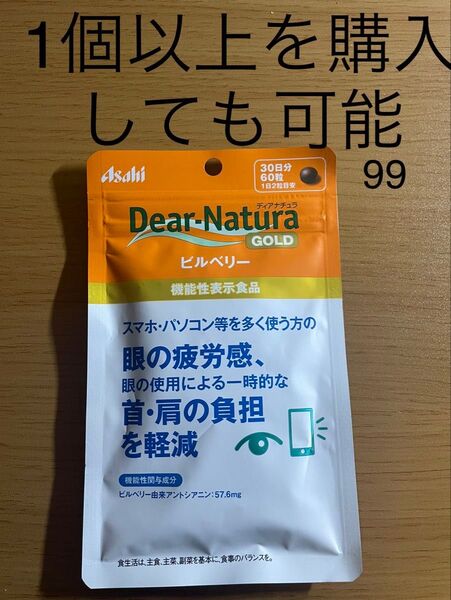 1個以上を購入
しても可能
99
Asahi
30日分
60粒
1日2粒目安
ディアナチュラ
Dear-Natura
GOLD
ビルベリー
機能性表示食品
スマホ・パソコン等を多く使う方の
眼の疲労感、
眼の使用による一時的な
首・肩の負担
を軽減
機能性関与成分
ビルベリー由来アントシアニン：57.6mg
食生活は、主食、主菜、副菜を基本に、食事のバランスを。